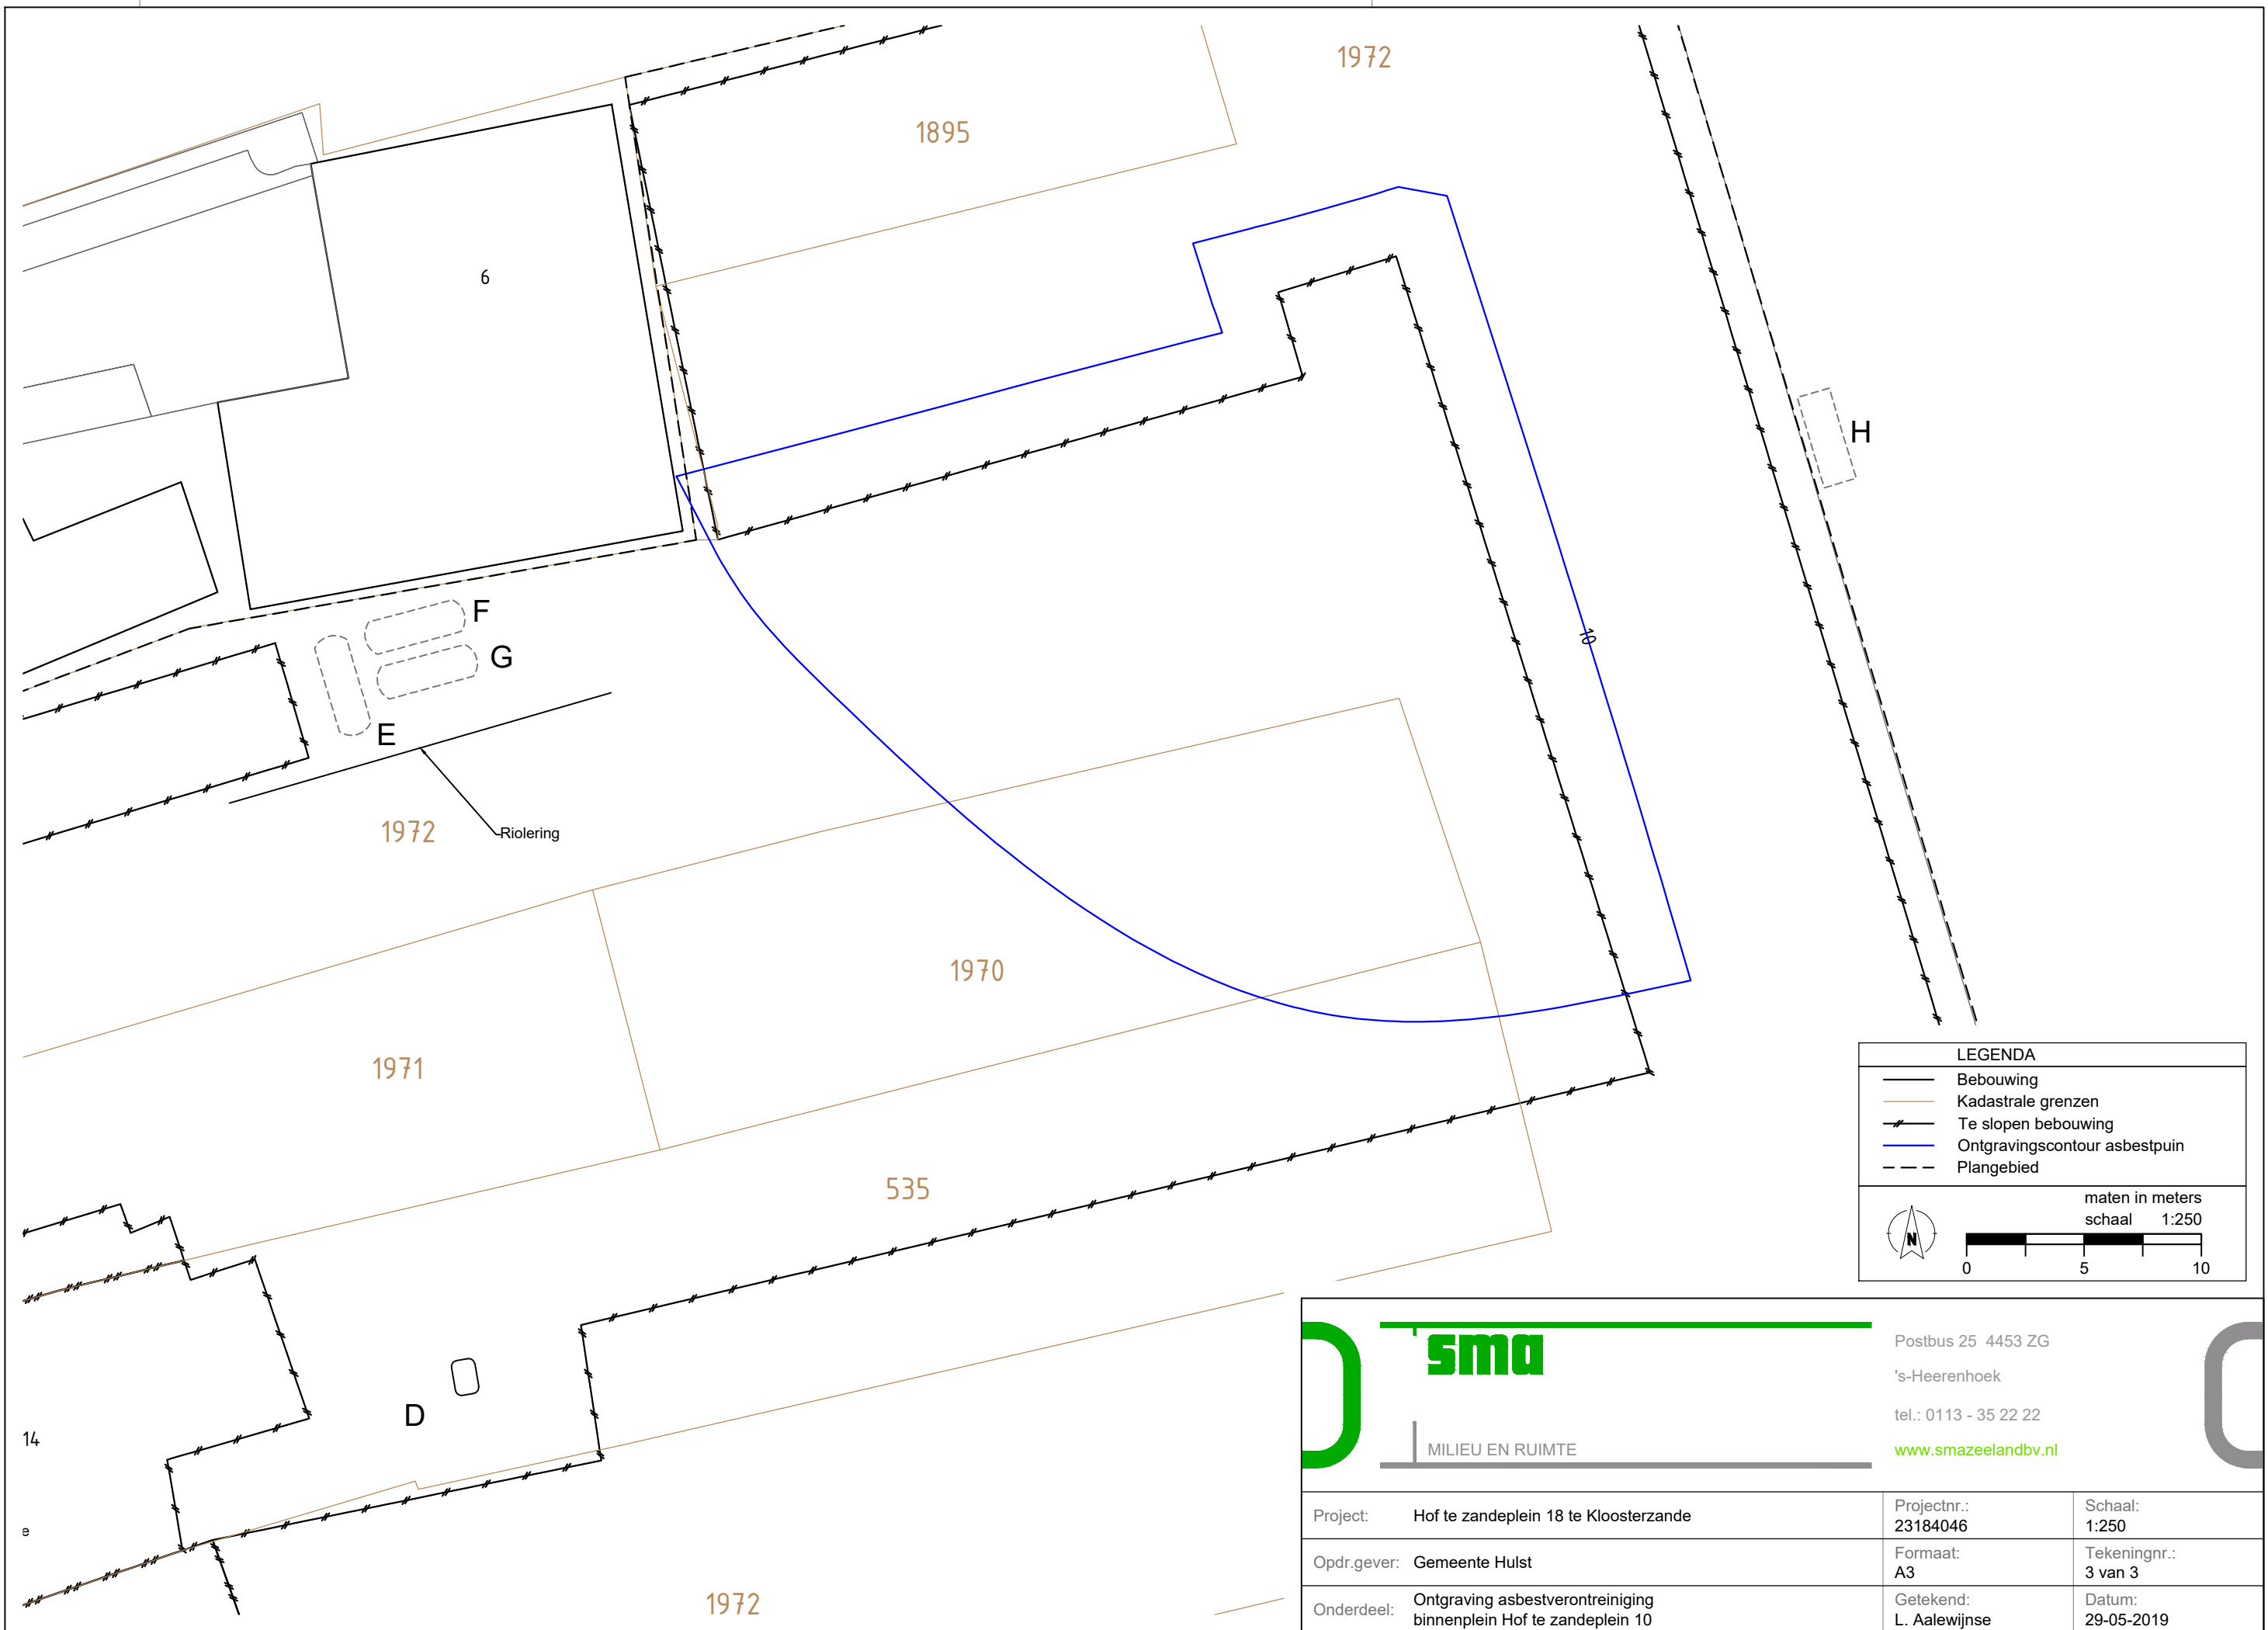 1972
1895
6
H
F
G
10
E
1972
Riolering
1970
1971
535
D
14
e
1972
LEGENDA
Bebouwing
Kadastrale grenzen
Te slopen bebouwing
Ontgravingscontour asbestpuin
Plangebied
maten in meters
schaal 1:250
N
0 5 10
sma
MILIEU EN RUIMTE
Postbus 25 4453 ZG
's-Heerenhoek
tel.: 0113 - 35 22 22
www.smazeelandbv.nl
Project: Hof te zandeplein 18 te Kloosterzande
Projectnr.:
23184046
Schaal:
1:250
Opdr.gever: Gemeente Hulst
Formaat:
A3
Tekeningnr.:
3 van 3
Onderdeel: Ontgraving asbestverontreiniging
binnenplein Hof te zandeplein 10
Getekend:
L. Aalewijnse
Datum:
29-05-2019